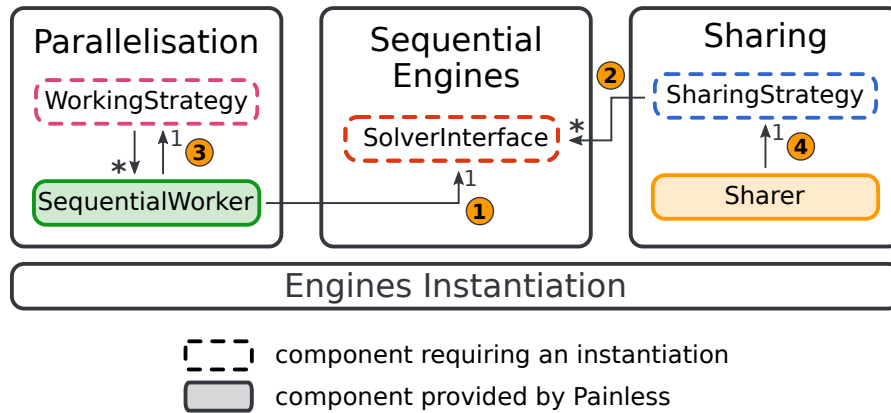 Parallelisation
WorkingStrategy
1
3
*
SequentialWorker
Sequential
Engines
SolverInterface
*
1
1
2
Sharing
SharingStrategy
1
4
Sharer
Engines Instantiation
component requiring an instantiation
component provided by Painless